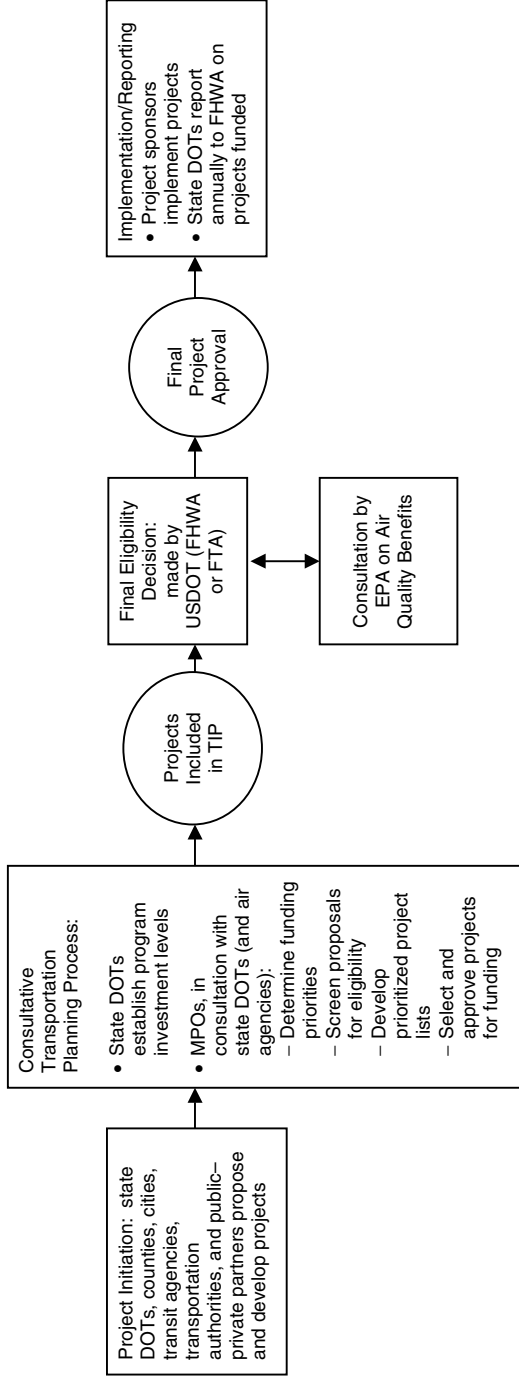 Project Initiation: state
DOTs, counties, cities,
transit agencies,
transportation
authorities, and public–
private partners propose
and develop projects
Consultative
Transportation
Planning Process:
• State DOTs
establish program
investment levels
• MPOs, in
consultation with
state DOTs (and air
agencies):
– Determine funding
priorities
– Screen proposals
for eligibility
– Develop
prioritized project
lists
– Select and
approve projects
for funding
Projects
Included
in TIP
Final Eligibility
Decision:
made by
USDOT (FHWA
or FTA)
Consultation by
EPA on Air
Quality Benefits
Final
Project
Approval
Implementation/Reporting
• Project sponsors
implement projects
• State DOTs report
annually to FHWA on
projects funded